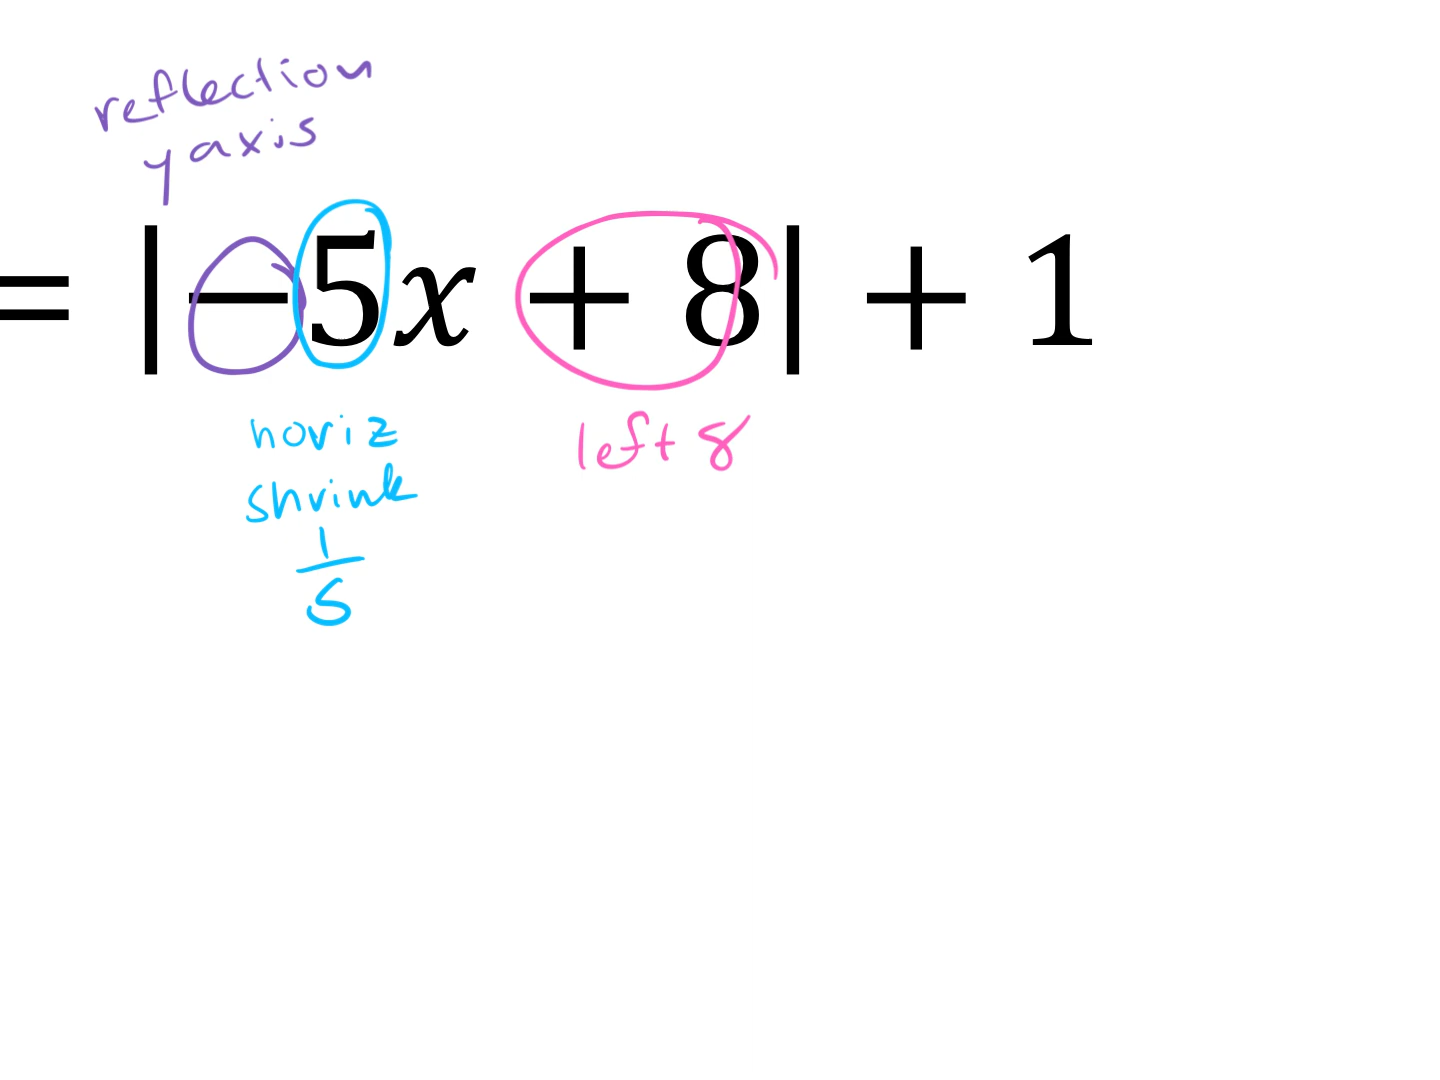 reflection
y axis
= |−5x + 8| + 1
horiz
shrink
1
5
left 8